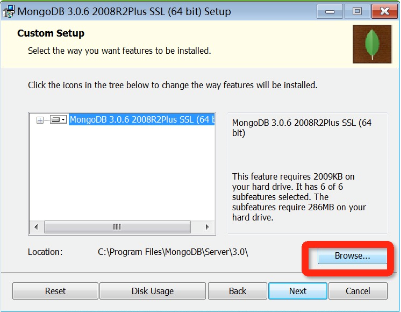 MongoDB 3.0.6 2008R2Plus SSL (64 bit) Setup
Custom Setup
Select the way you want features to be installed.
Click the icons in the tree below to change the way features will be installed.
MongoDB 3.0.6 2008R2Plus SSL (64 b
MongoDB 3.0.6 2008R2Plus SSL (64
bit)
This feature requires 2009KB on
your hard drive. It has 6 of 6
subfeatures selected. The
subfeatures require 286MB on your
hard drive.
Location: C:\Program Files\MongoDB\Server\3.0\
Browse...
Reset Disk Usage Back Next Cancel